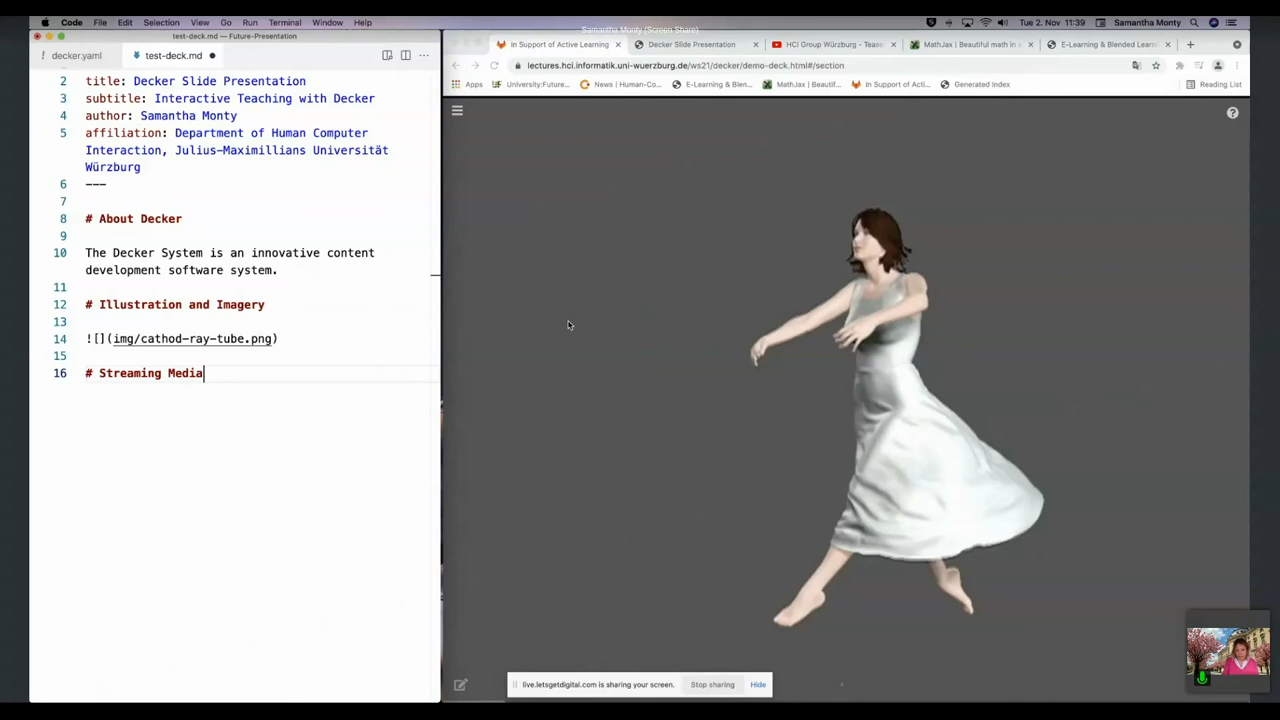 Code File Edit Selection View Go Run Terminal Window Help
Tue 2. Nov 11:39 Samantha Monty
Samantha Monty (Screen Share)
test-deck.md — Future-Presentation
decker.yaml test-deck.md
2 title: Decker Slide Presentation
3 subtitle: Interactive Teaching with Decker
4 author: Samantha Monty
5 affiliation: Department of Human Computer
Interaction, Julius-Maximillians Universität
Würzburg
6 ---
7
8 # About Decker
9
10 The Decker System is an innovative content
development software system.
11
12 # Illustration and Imagery
13
14 ![](img/cathod-ray-tube.png)
15
16 # Streaming Media
In Support of Active Learning Decker Slide Presentation HCI Group Würzburg - Tease MathJax | Beautiful math in a E-Learning & Blended Learn
lectures.hci.informatik.uni-wuerzburg.de/ws21/decker/demo-deck.html#/section
Apps University:Future... News | Human-Co... E-Learning & Blen... MathJax | Beautif... In Support of Acti... Generated Index Reading List
?
live.letsgetdigital.com is sharing your screen. Stop sharing Hide